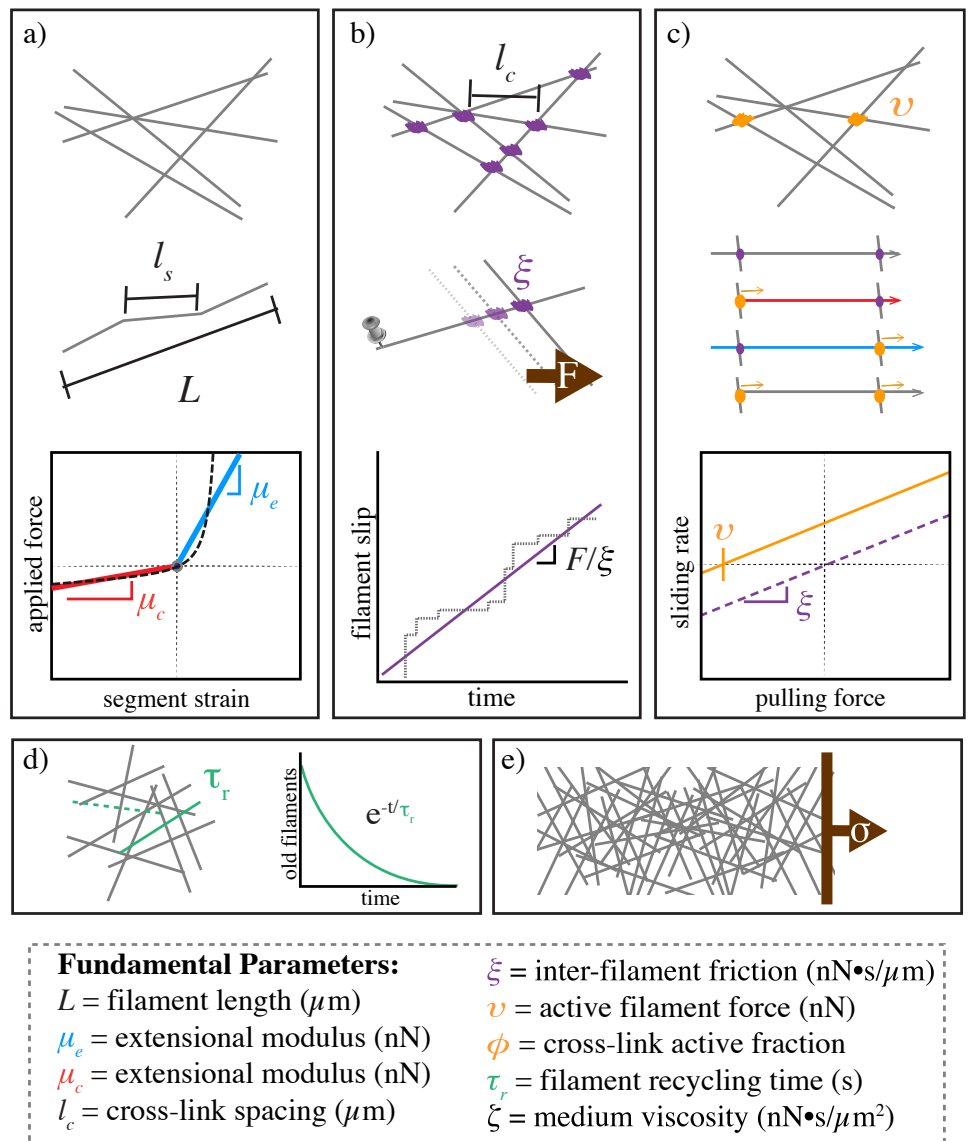 a)
l_s
L
applied force
μ_e
μ_c
segment strain
b)
l_c
ξ
F
filament slip
F/ξ
time
c)
υ
sliding rate
υ
ξ
pulling force
d)
τ_r
old filaments
e^{-t/τ_r}
time
e)
σ
Fundamental Parameters:
L = filament length (μm)
μ_e = extensional modulus (nN)
μ_c = extensional modulus (nN)
l_c = cross-link spacing (μm)
ξ = inter-filament friction (nN•s/μm)
υ = active filament force (nN)
ϕ = cross-link active fraction
τ_r = filament recycling time (s)
ζ = medium viscosity (nN•s/μm²)